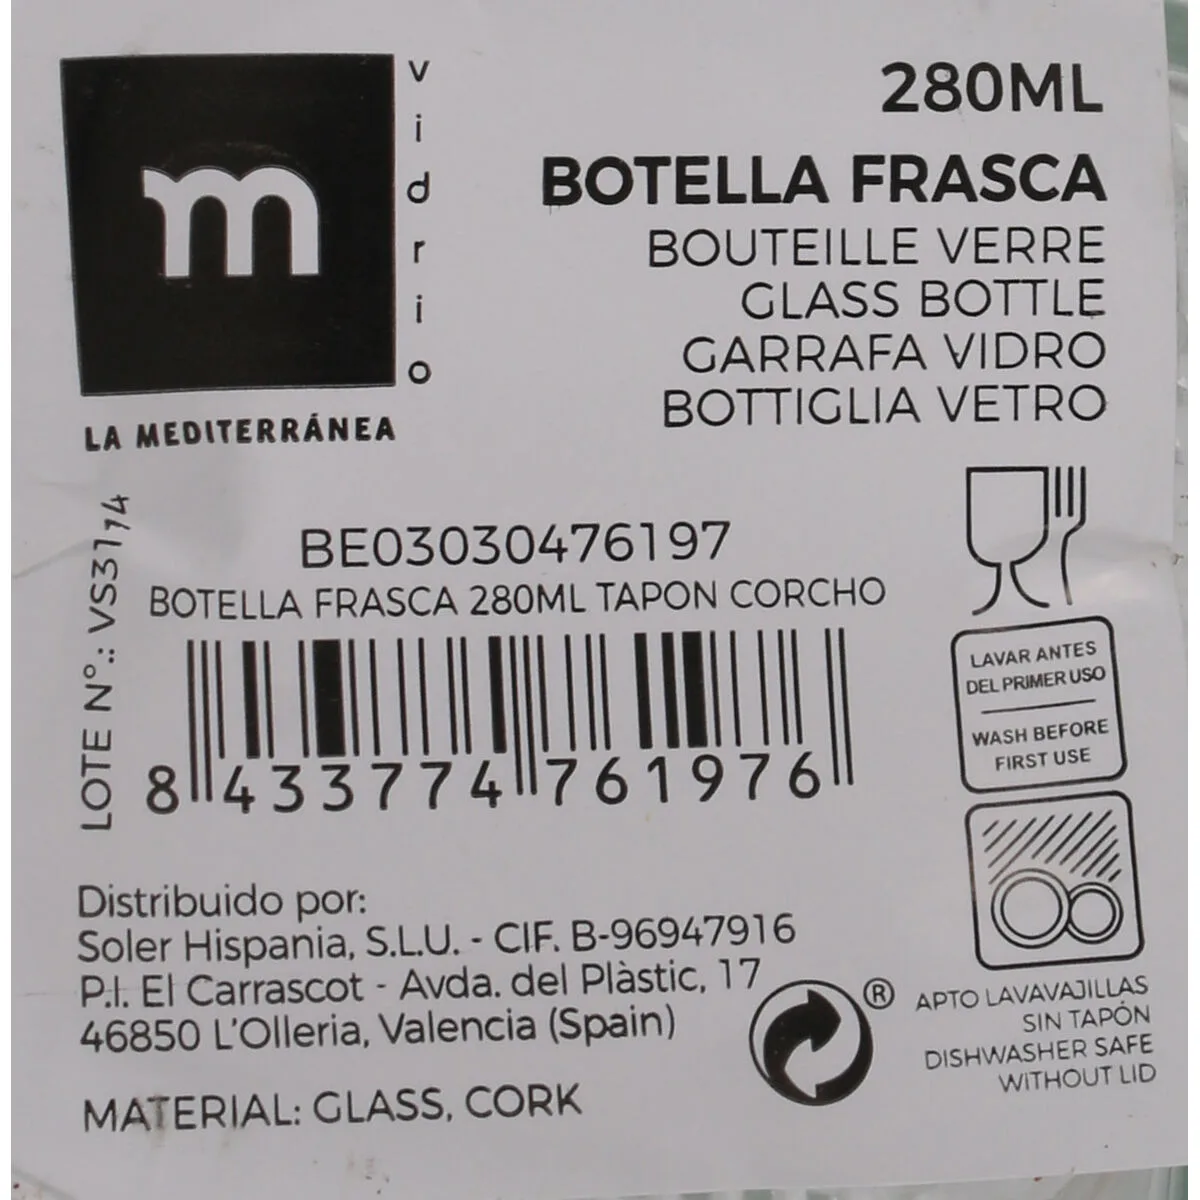 m
vidrio
LA MEDITERRÁNEA
280ML
BOTELLA FRASCA
BOUTEILLE VERRE
GLASS BOTTLE
GARRAFA VIDRO
BOTTIGLIA VETRO
LOTE Nº.: VS3174
BE03030476197
BOTELLA FRASCA 280ML TAPON CORCHO
8 433774 761976
LAVAR ANTES
DEL PRIMER USO
WASH BEFORE
FIRST USE
Distribuido por:
Soler Hispania, S.L.U. - CIF. B-96947916
P.I. El Carrascot - Avda. del Plàstic, 17
46850 L'Olleria, Valencia (Spain)
MATERIAL: GLASS, CORK
®
APTO LAVAVAJILLAS
SIN TAPÓN
DISHWASHER SAFE
WITHOUT LID